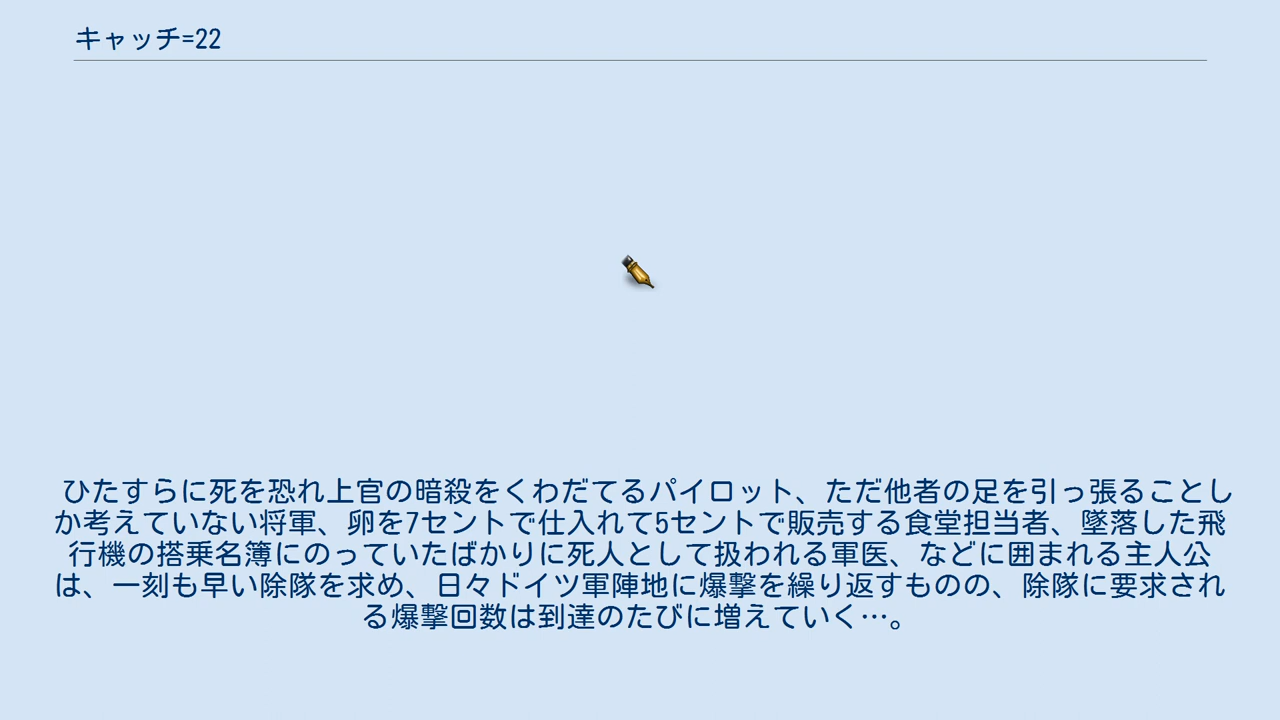 キャッチ=22
ひたすらに死を恐れ上官の暗殺をくわだてるパイロット、ただ他者の足を引っ張ることし
か考えていない将軍、卵を7セントで仕入れて5セントで販売する食堂担当者、墜落した飛
行機の搭乗名簿にのっていたばかりに死人として扱われる軍医、などに囲まれる主人公
は、一刻も早い除隊を求め、日々ドイツ軍陣地に爆撃を繰り返すものの、除隊に要求され
る爆撃回数は到達のたびに増えていく…。